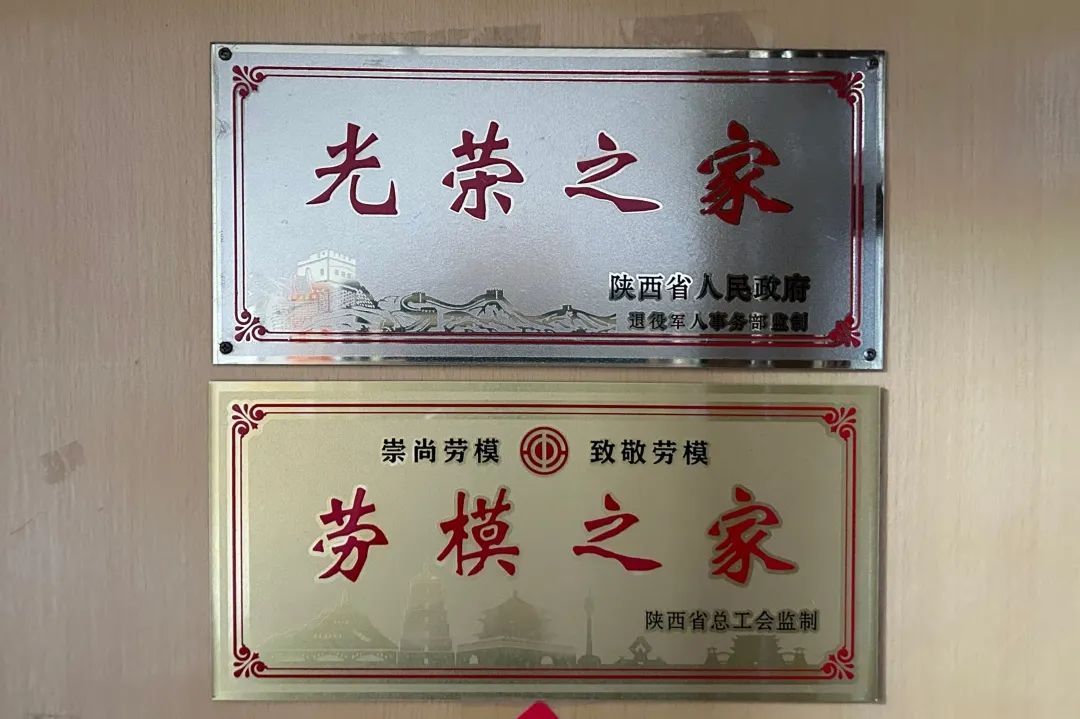 光荣之家
陕西省人民政府
退役军人事务部监制
崇尚劳模 致敬劳模
劳模之家
陕西省总工会监制